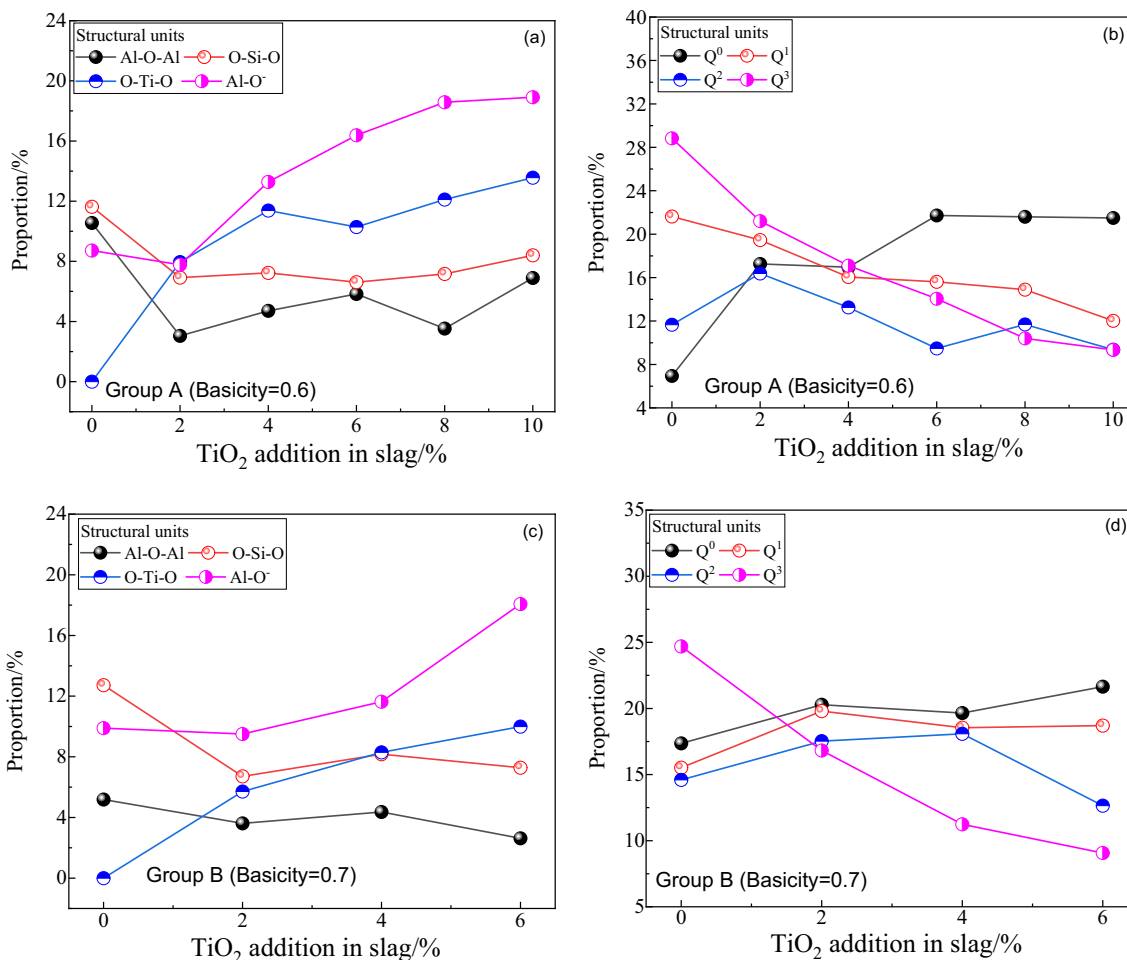 (a)
Structural units
Al-O-Al O-Si-O
O-Ti-O Al-O⁻
24
20
16
12
8
4
0
Proportion/%
Group A (Basicity=0.6)
0 2 4 6 8 10
TiO₂ addition in slag/%
(b)
Structural units
Q⁰ Q¹
Q² Q³
40
36
32
28
24
20
16
12
8
4
Proportion/%
Group A (Basicity=0.6)
0 2 4 6 8 10
TiO₂ addition in slag/%
(c)
Structural units
Al-O-Al O-Si-O
O-Ti-O Al-O⁻
24
20
16
12
8
4
0
Proportion/%
Group B (Basicity=0.7)
0 2 4 6
TiO₂ addition in slag/%
(d)
Structural units
Q⁰ Q¹
Q² Q³
35
30
25
20
15
10
5
Proportion/%
Group B (Basicity=0.7)
0 2 4 6
TiO₂ addition in slag/%